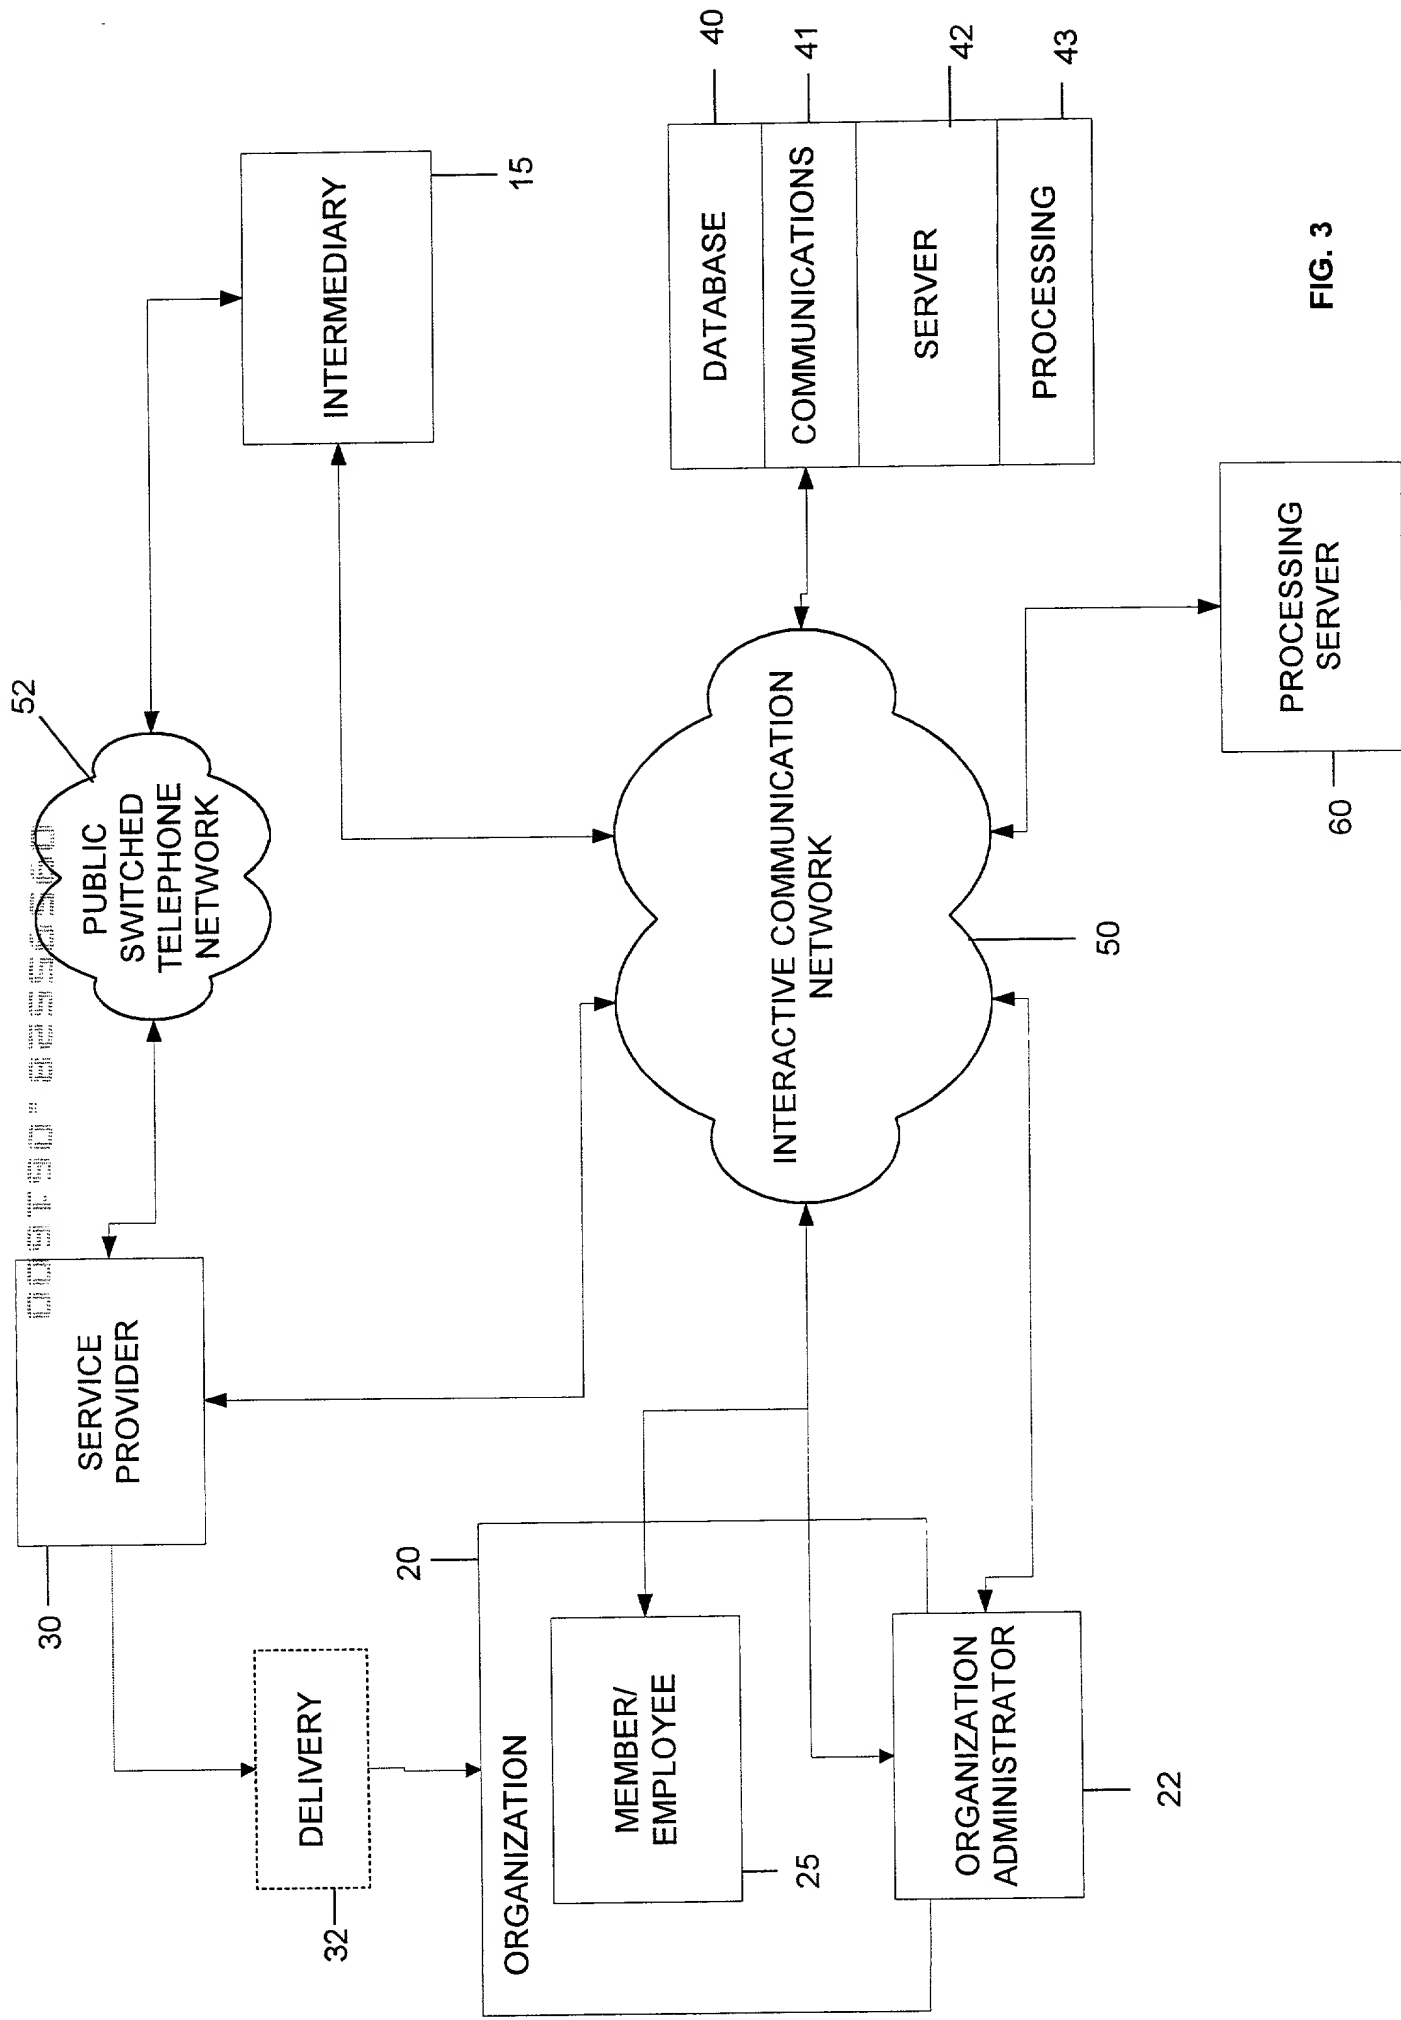 52
PUBLIC
SWITCHED
TELEPHONE
NETWORK
SERVICE
PROVIDER
30
INTERMEDIARY
15
DELIVERY
32
20
ORGANIZATION
MEMBER/
EMPLOYEE
25
ORGANIZATION
ADMINISTRATOR
22
INTERACTIVE COMMUNICATION
NETWORK
50
DATABASE
40
COMMUNICATIONS
41
SERVER
42
PROCESSING
43
PROCESSING
SERVER
60
FIG. 3